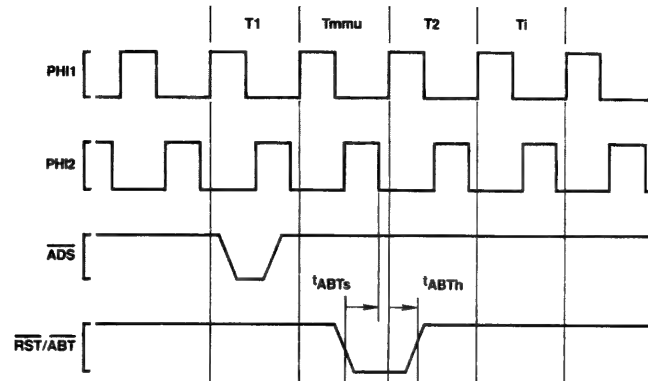 T1 Tmmu T2 Ti
PHI1
PHI2
ADS
tABTs tABTh
RST/ABT